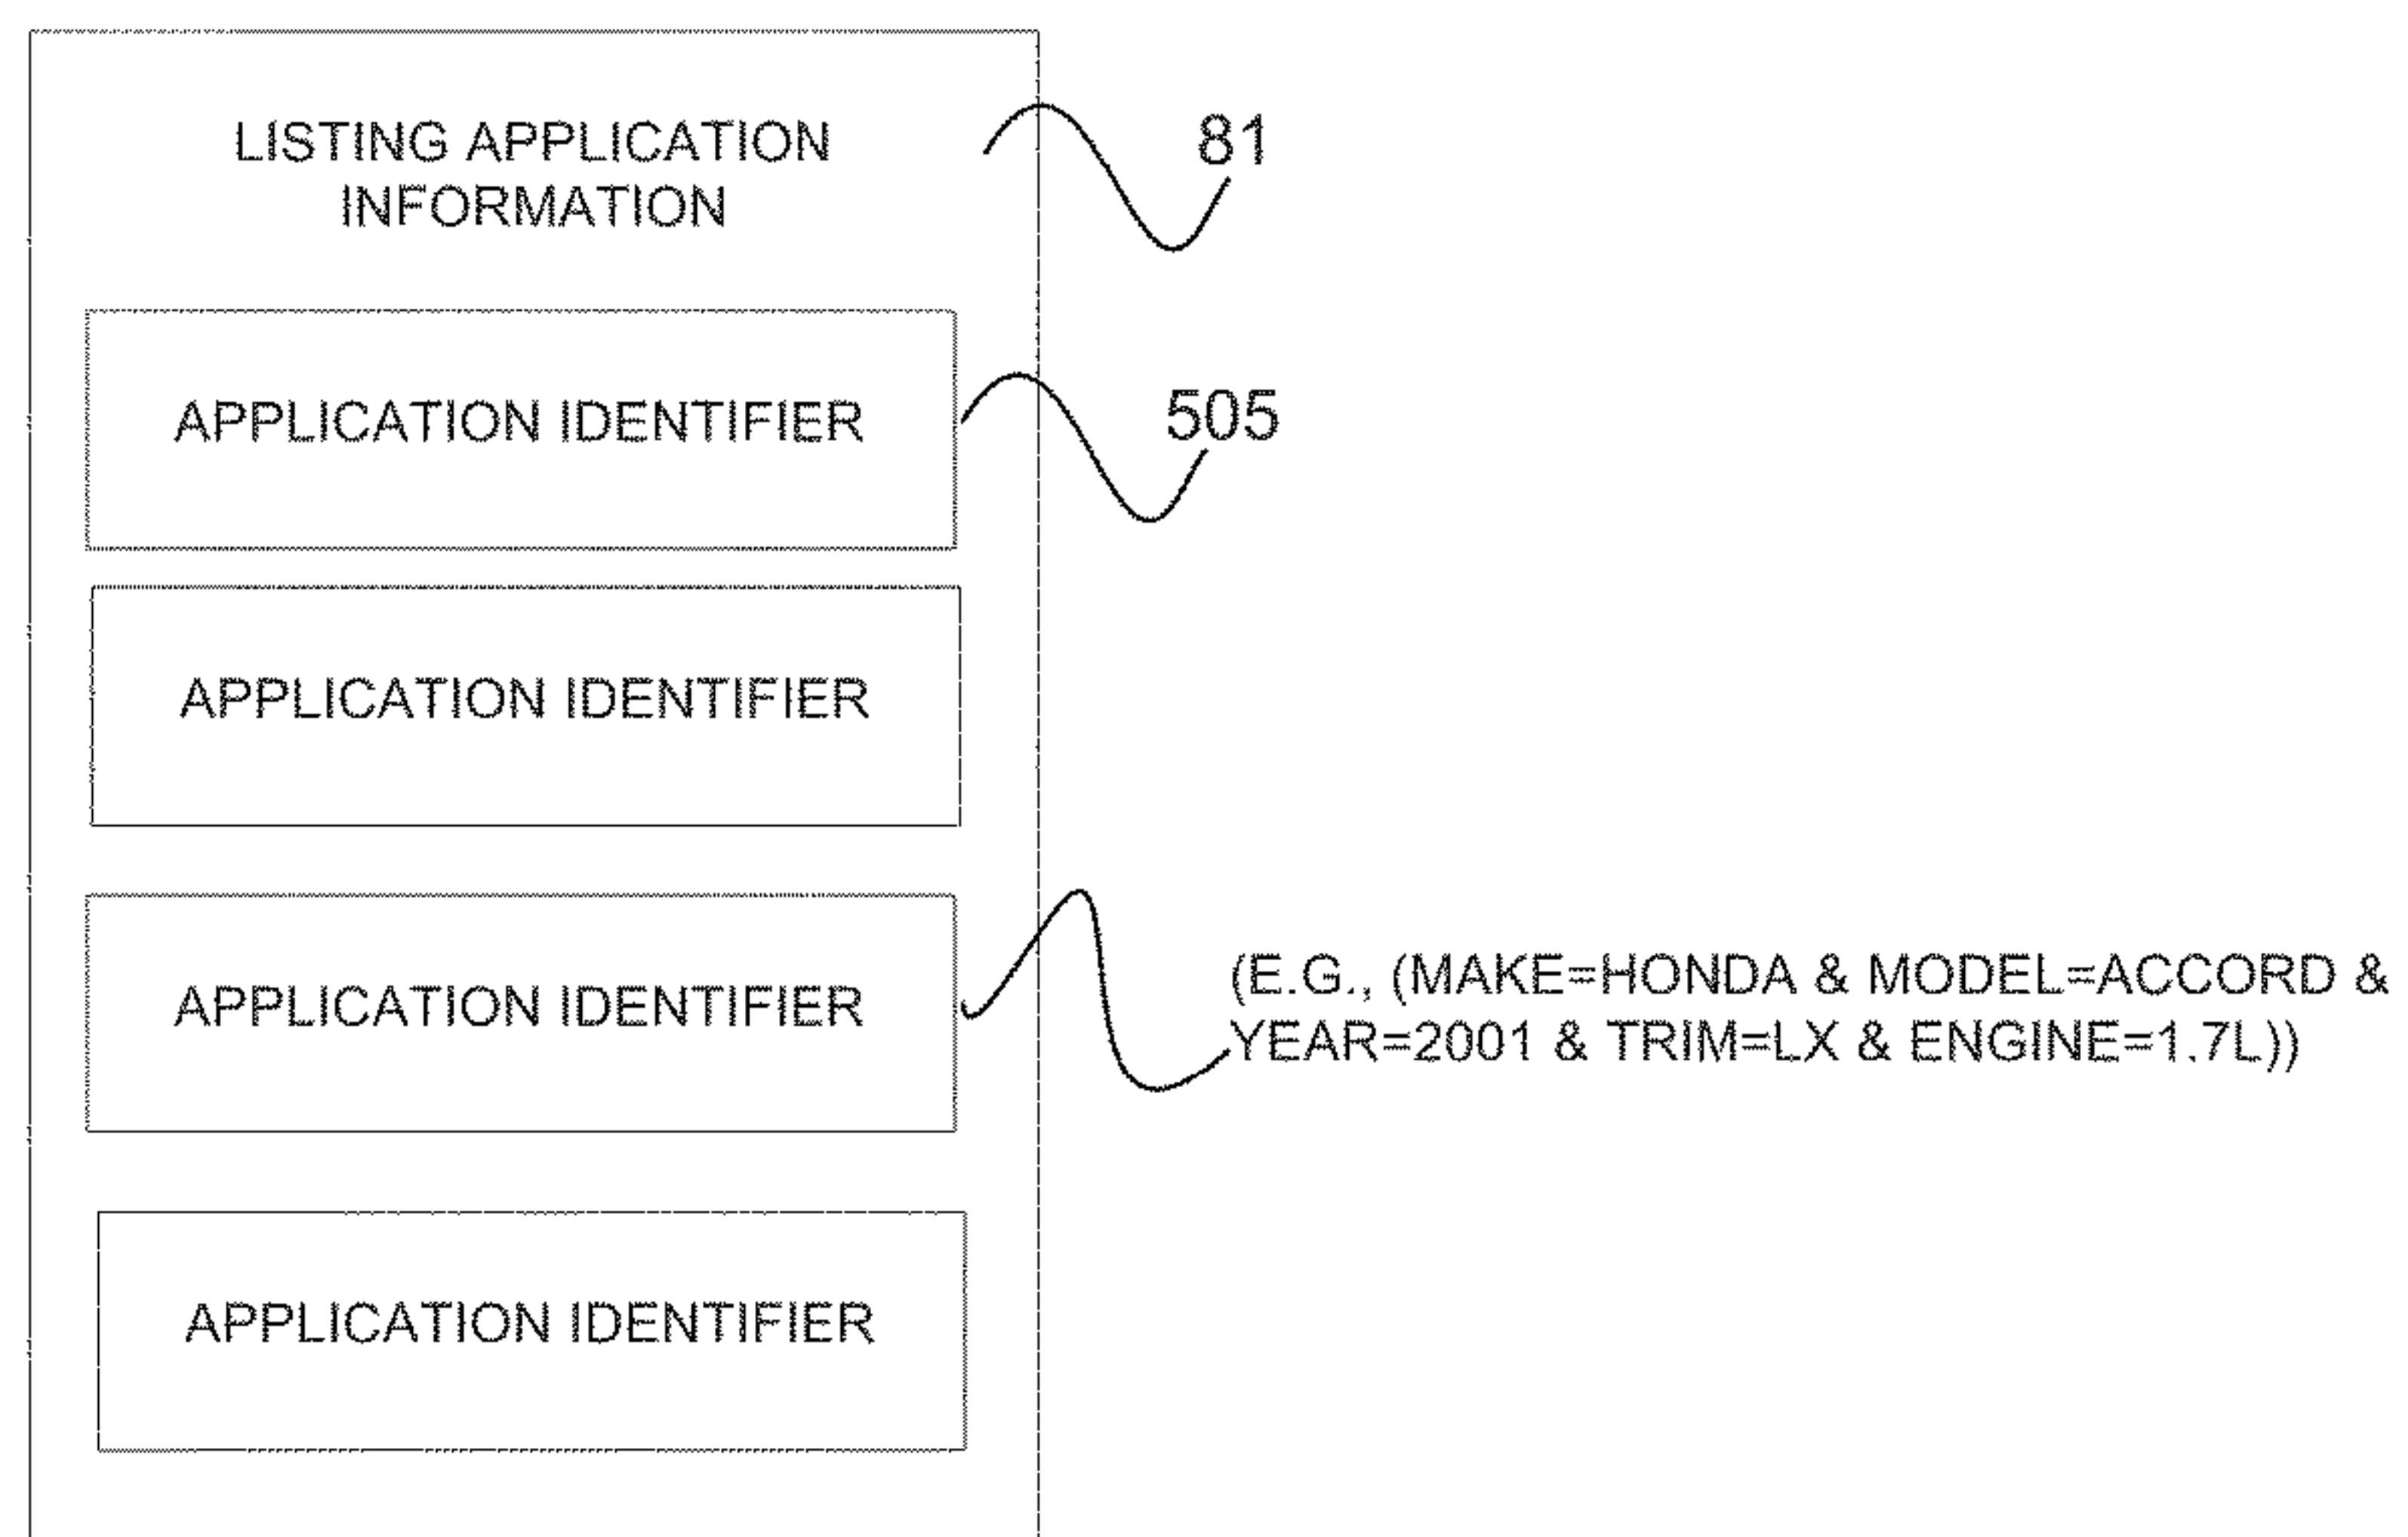 LISTING APPLICATION
INFORMATION
81
APPLICATION IDENTIFIER
505
APPLICATION IDENTIFIER
APPLICATION IDENTIFIER
(E.G., (MAKE=HONDA & MODEL=ACCORD &
YEAR=2001 & TRIM=LX & ENGINE=1.7L))
APPLICATION IDENTIFIER